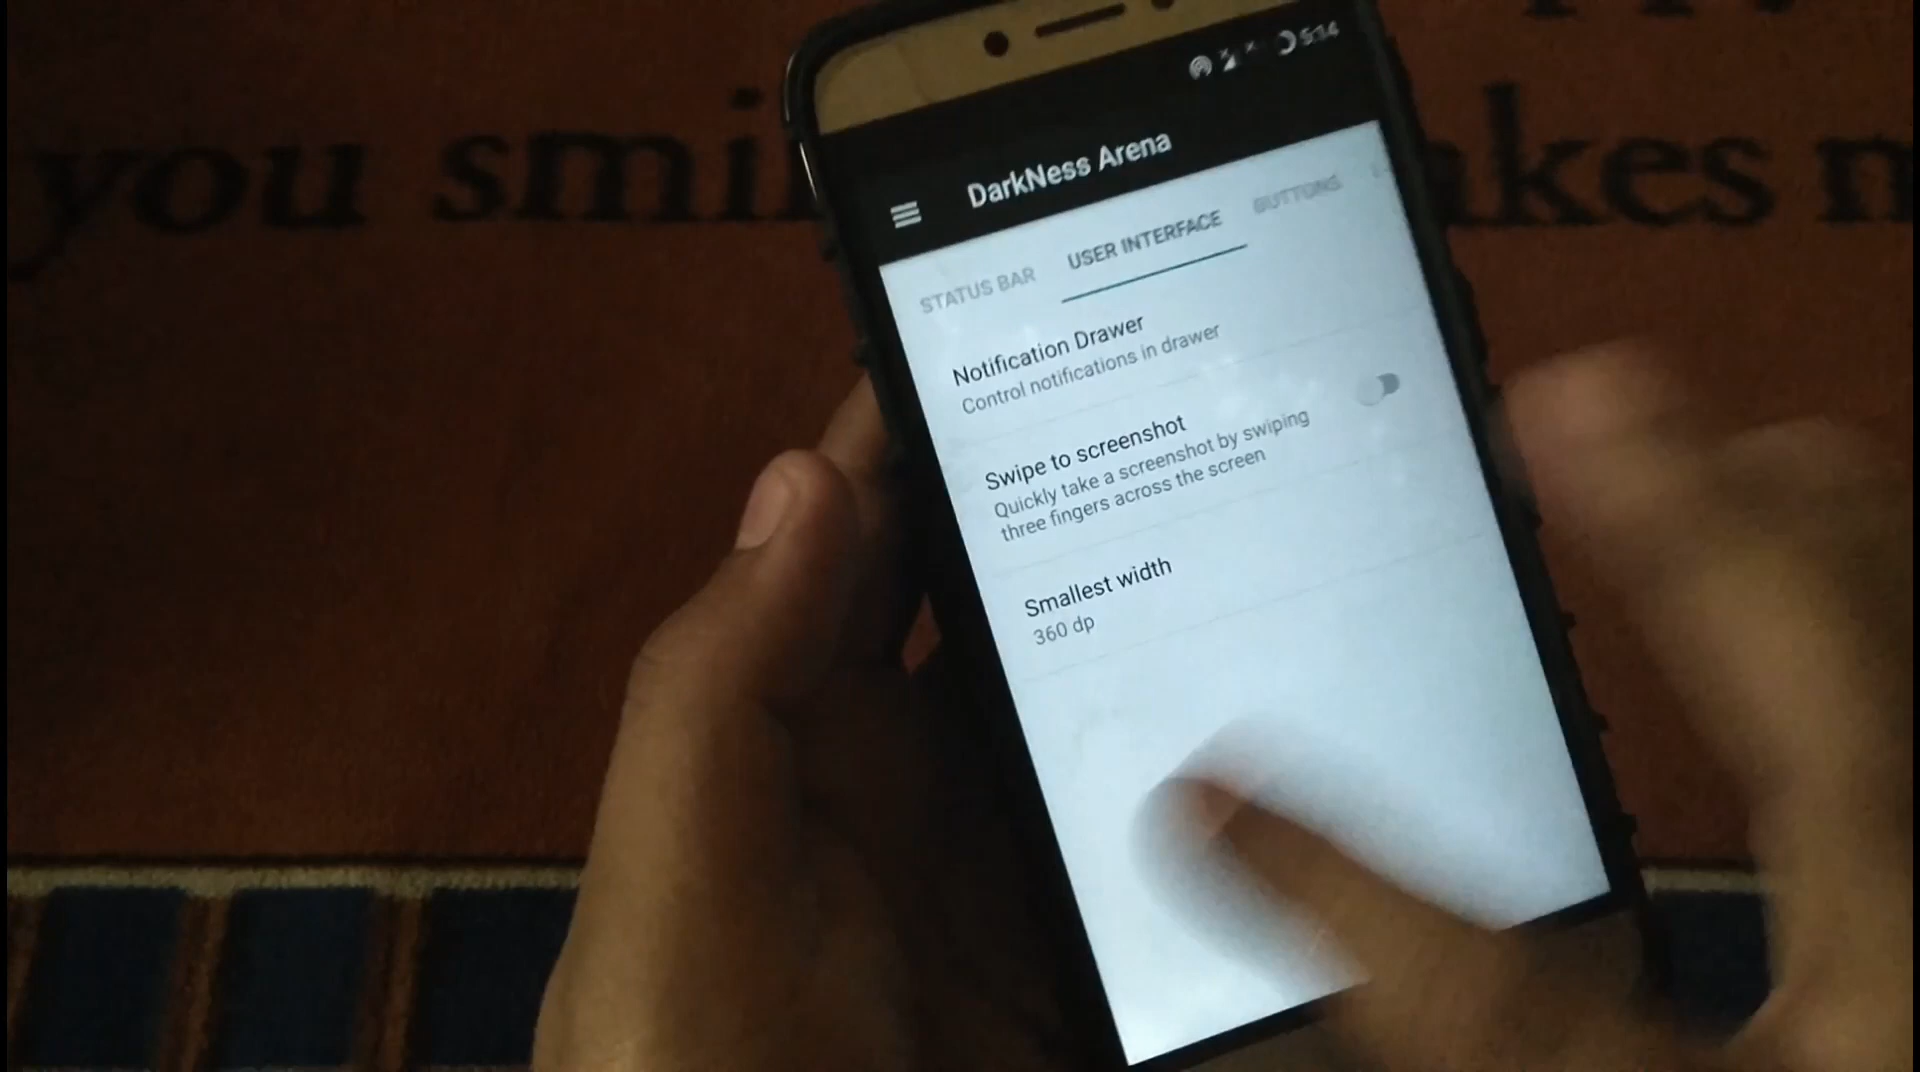 you smi
akes m
5:14
DarkNess Arena
STATUS BAR
USER INTERFACE
BUTTONS
Notification Drawer
Control notifications in drawer
Swipe to screenshot
Quickly take a screenshot by swiping
three fingers across the screen
Smallest width
360 dp